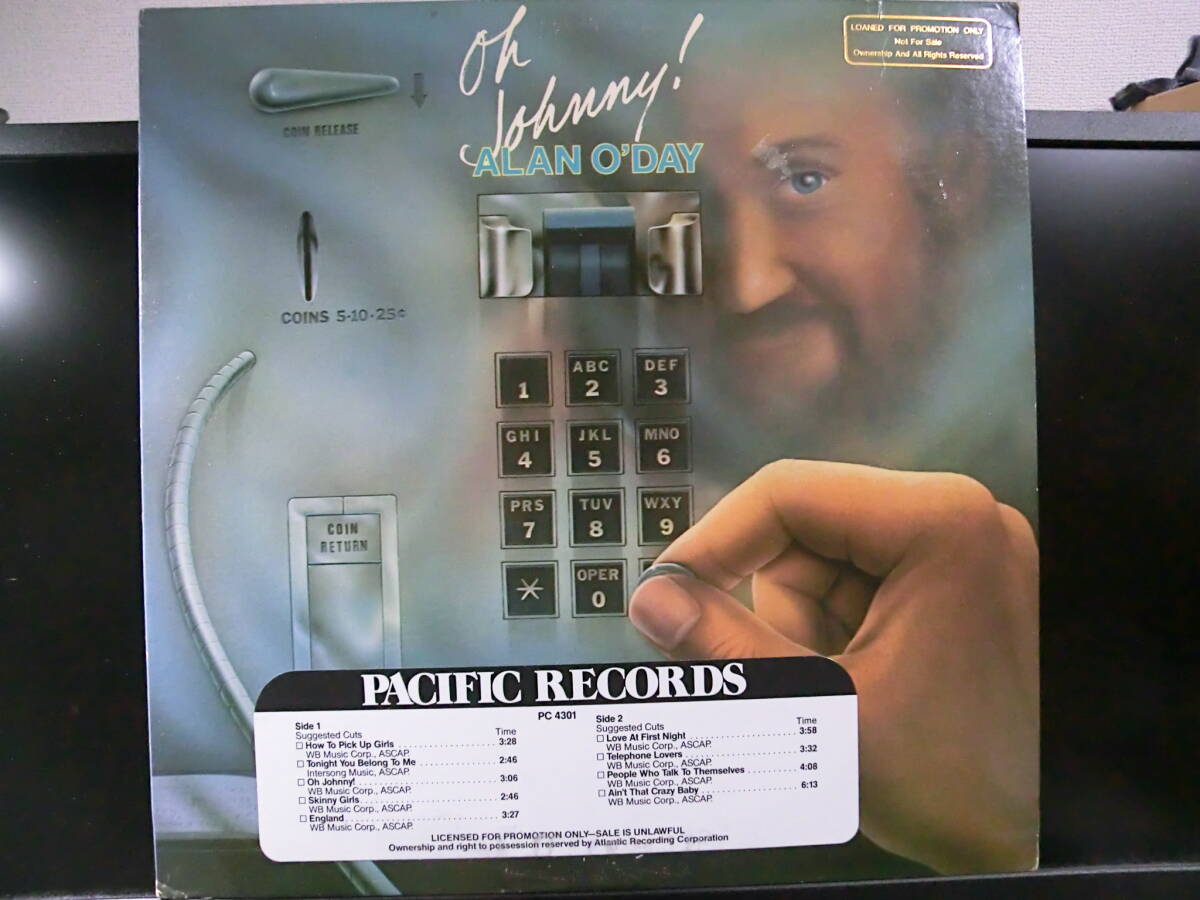 Oh
Johnny!
ALAN O'DAY
LOANED FOR PROMOTION ONLY
Not For Sale
Ownership And All Rights Reserved
COIN RELEASE
COINS 5-10-25¢
1
ABC
2
DEF
3
GHI
4
JKL
5
MNO
6
PRS
7
TUV
8
WXY
9
*
OPER
0
COIN
RETURN
PACIFIC RECORDS
PC 4301
Side 1
Suggested Cuts Time
□ How To Pick Up Girls 3:28
WB Music Corp., ASCAP.
□ Tonight You Belong To Me 2:46
Intersong Music, ASCAP.
□ Oh Johnny! 3:06
WB Music Corp., ASCAP.
□ Skinny Girls 2:46
WB Music Corp., ASCAP.
□ England 3:27
WB Music Corp., ASCAP.
Side 2
Suggested Cuts Time
□ Love At First Night 3:58
WB Music Corp., ASCAP.
□ Telephone Lovers 3:32
WB Music Corp., ASCAP.
□ People Who Talk To Themselves 4:08
WB Music Corp., ASCAP.
□ Ain't That Crazy Baby 6:13
WB Music Corp., ASCAP.
LICENSED FOR PROMOTION ONLY—SALE IS UNLAWFUL
Ownership and right to possession reserved by Atlantic Recording Corporation